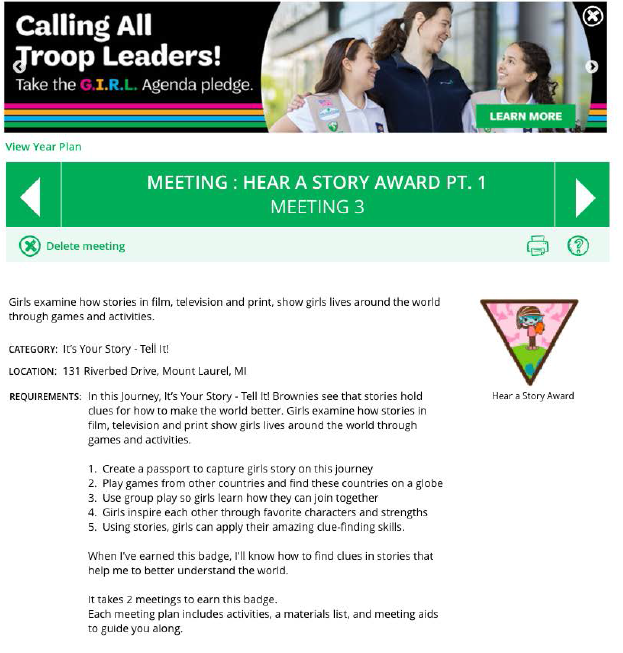 Calling All
Troop Leaders!
Take the G.I.R.L. Agenda pledge.
LEARN MORE
View Year Plan
MEETING : HEAR A STORY AWARD PT. 1
MEETING 3
Delete meeting
Girls examine how stories in film, television and print, show girls lives around the world
through games and activities.
CATEGORY: It's Your Story - Tell It!
LOCATION: 131 Riverbed Drive, Mount Laurel, MI
Hear a Story Award
REQUIREMENTS: In this Journey, It's Your Story - Tell It! Brownies see that stories hold
clues for how to make the world better. Girls examine how stories in
film, television and print show girls lives around the world through
games and activities.
1. Create a passport to capture girls story on this journey
2. Play games from other countries and find these countries on a globe
3. Use group play so girls learn how they can join together
4. Girls inspire each other through favorite characters and strengths
5. Using stories, girls can apply their amazing clue-finding skills.
When I've earned this badge, I'll know how to find clues in stories that
help me to better understand the world.
It takes 2 meetings to earn this badge.
Each meeting plan includes activities, a materials list, and meeting aids
to guide you along.